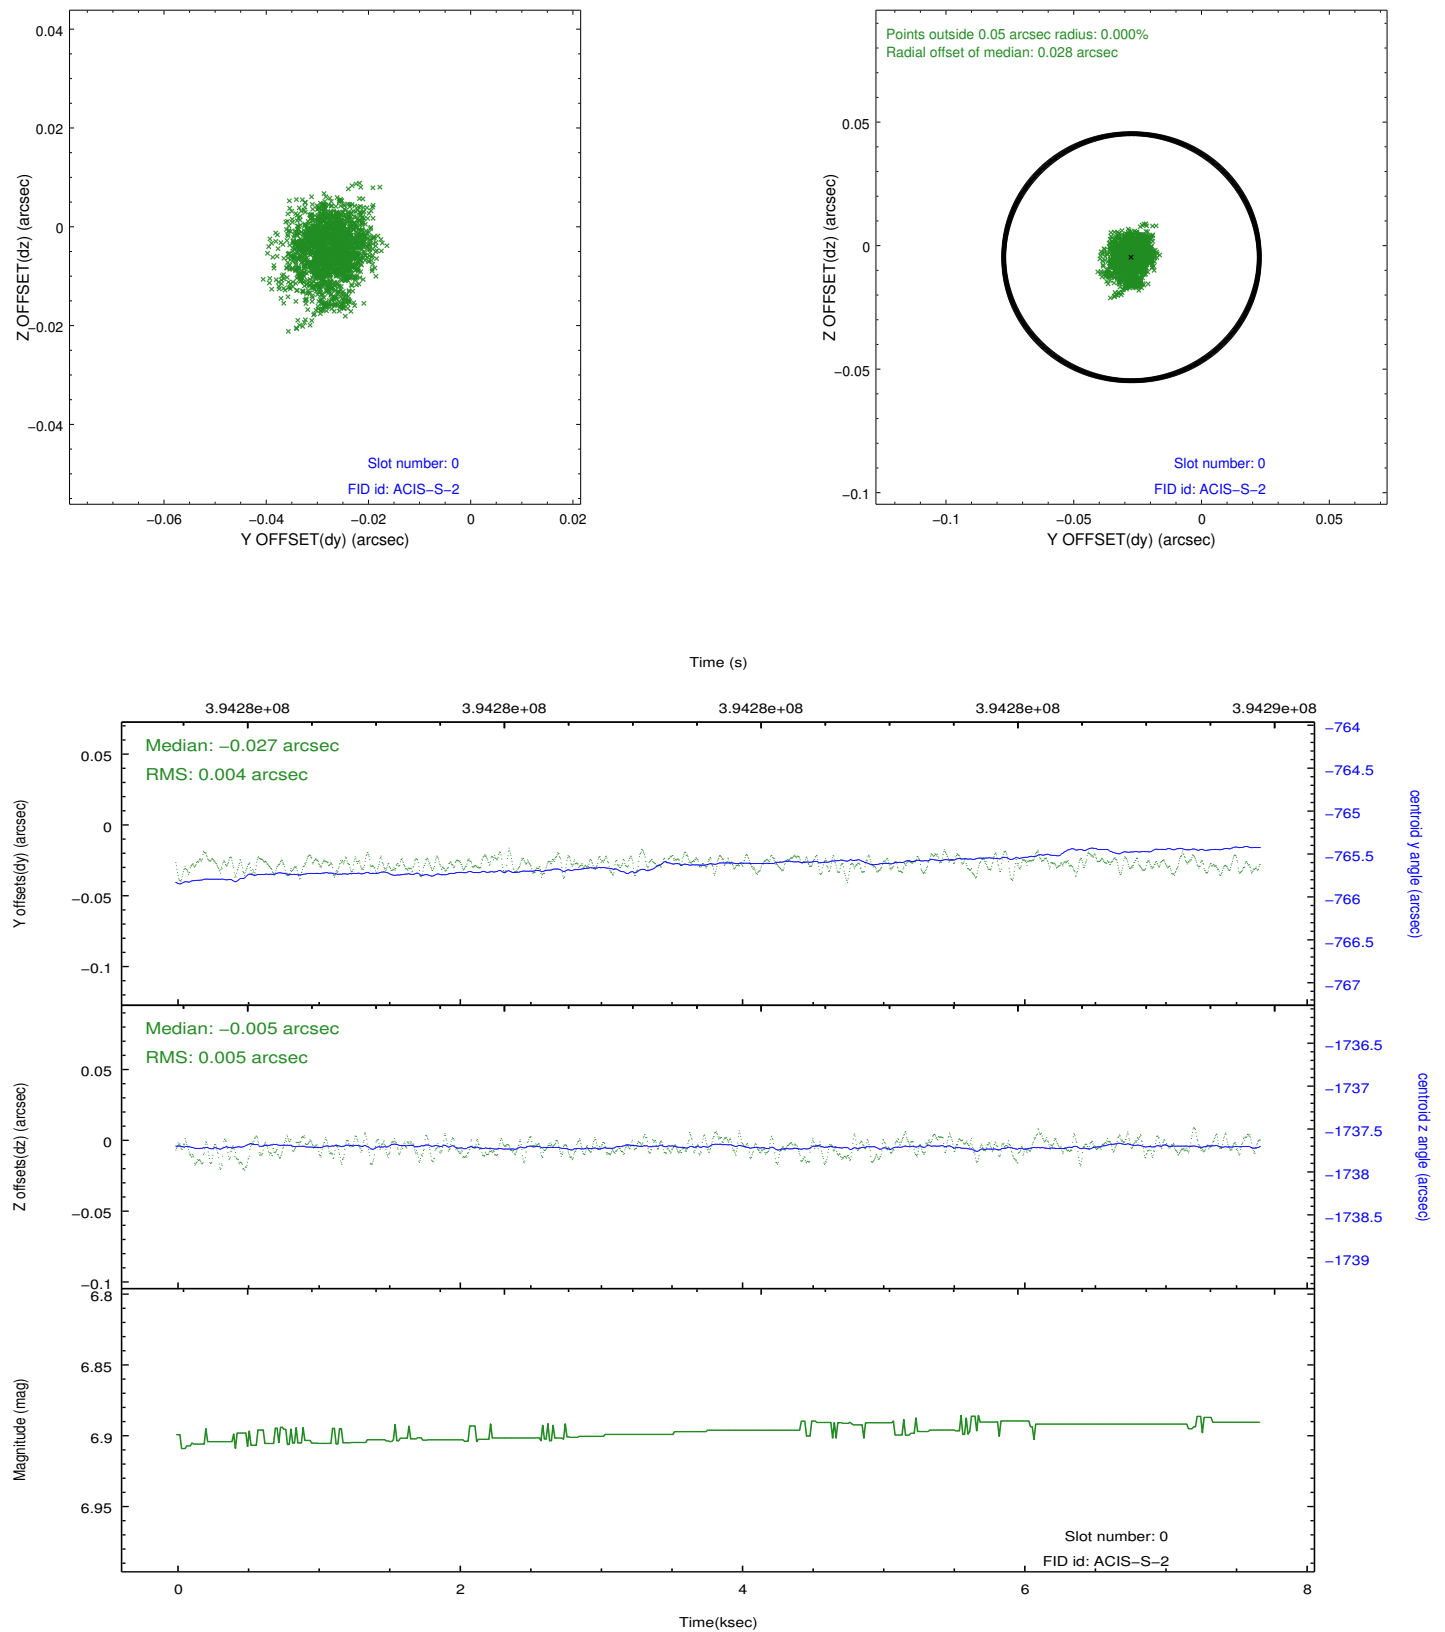 0.04
0.02
0
−0.02
−0.04
Z OFFSET(dz) (arcsec)
Slot number: 0
FID id: ACIS−S−2
−0.06
−0.04
−0.02
0
0.02
Y OFFSET(dy) (arcsec)
Points outside 0.05 arcsec radius: 0.000%
Radial offset of median: 0.028 arcsec
0.05
0
−0.05
−0.1
Z OFFSET(dz) (arcsec)
Slot number: 0
FID id: ACIS−S−2
−0.1
−0.05
0
0.05
Y OFFSET(dy) (arcsec)
Time (s)
3.9428e+08
3.9428e+08
3.9428e+08
3.9428e+08
3.9429e+08
Median: −0.027 arcsec
RMS: 0.004 arcsec
0.05
0
−0.05
−0.1
Y offsets(dy) (arcsec)
−764
−764.5
−765
−765.5
−766
−766.5
−767
centroid y angle (arcsec)
Median: −0.005 arcsec
RMS: 0.005 arcsec
0.05
0
−0.05
−0.1
Z offsets(dz) (arcsec)
−1736.5
−1737
−1737.5
−1738
−1738.5
−1739
centroid z angle (arcsec)
6.8
6.85
6.9
6.95
Magnitude (mag)
Slot number: 0
FID id: ACIS−S−2
0
2
4
6
8
Time(ksec)